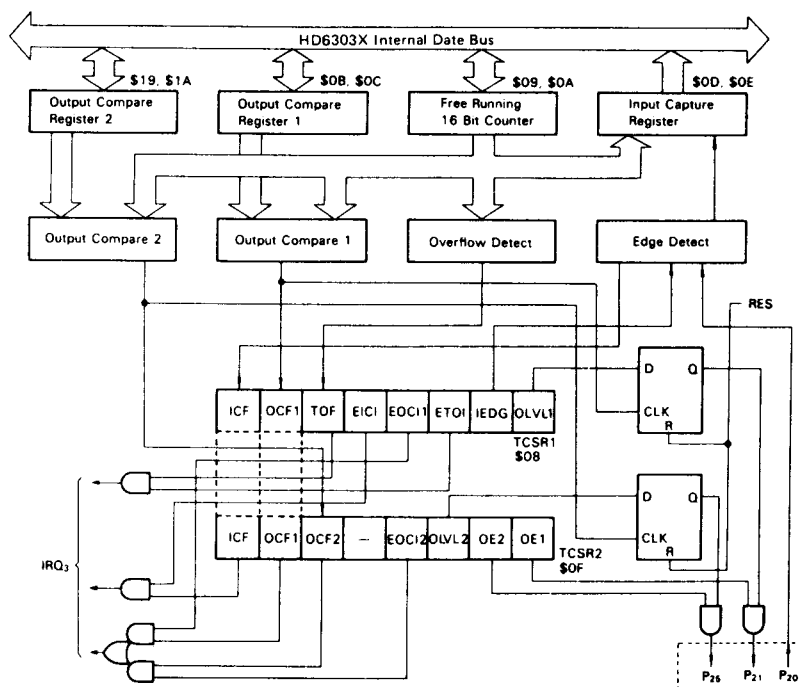 HD6303X Internal Date Bus
$19, $1A
$0B, $0C
$09, $0A
$0D, $0E
Output Compare
Register 2
Output Compare
Register 1
Free Running
16 Bit Counter
Input Capture
Register
Output Compare 2
Output Compare 1
Overflow Detect
Edge Detect
RES
D Q
CLK
R
ICF OCF1 TOF EICI EOCI1 ETOI IEDG OLVL1
TCSR1
$08
D Q
CLK
R
ICF OCF1 OCF2 — EOCI2 OLVL2 OE2 OE1
TCSR2
$0F
IRQ3
P26 P21 P20